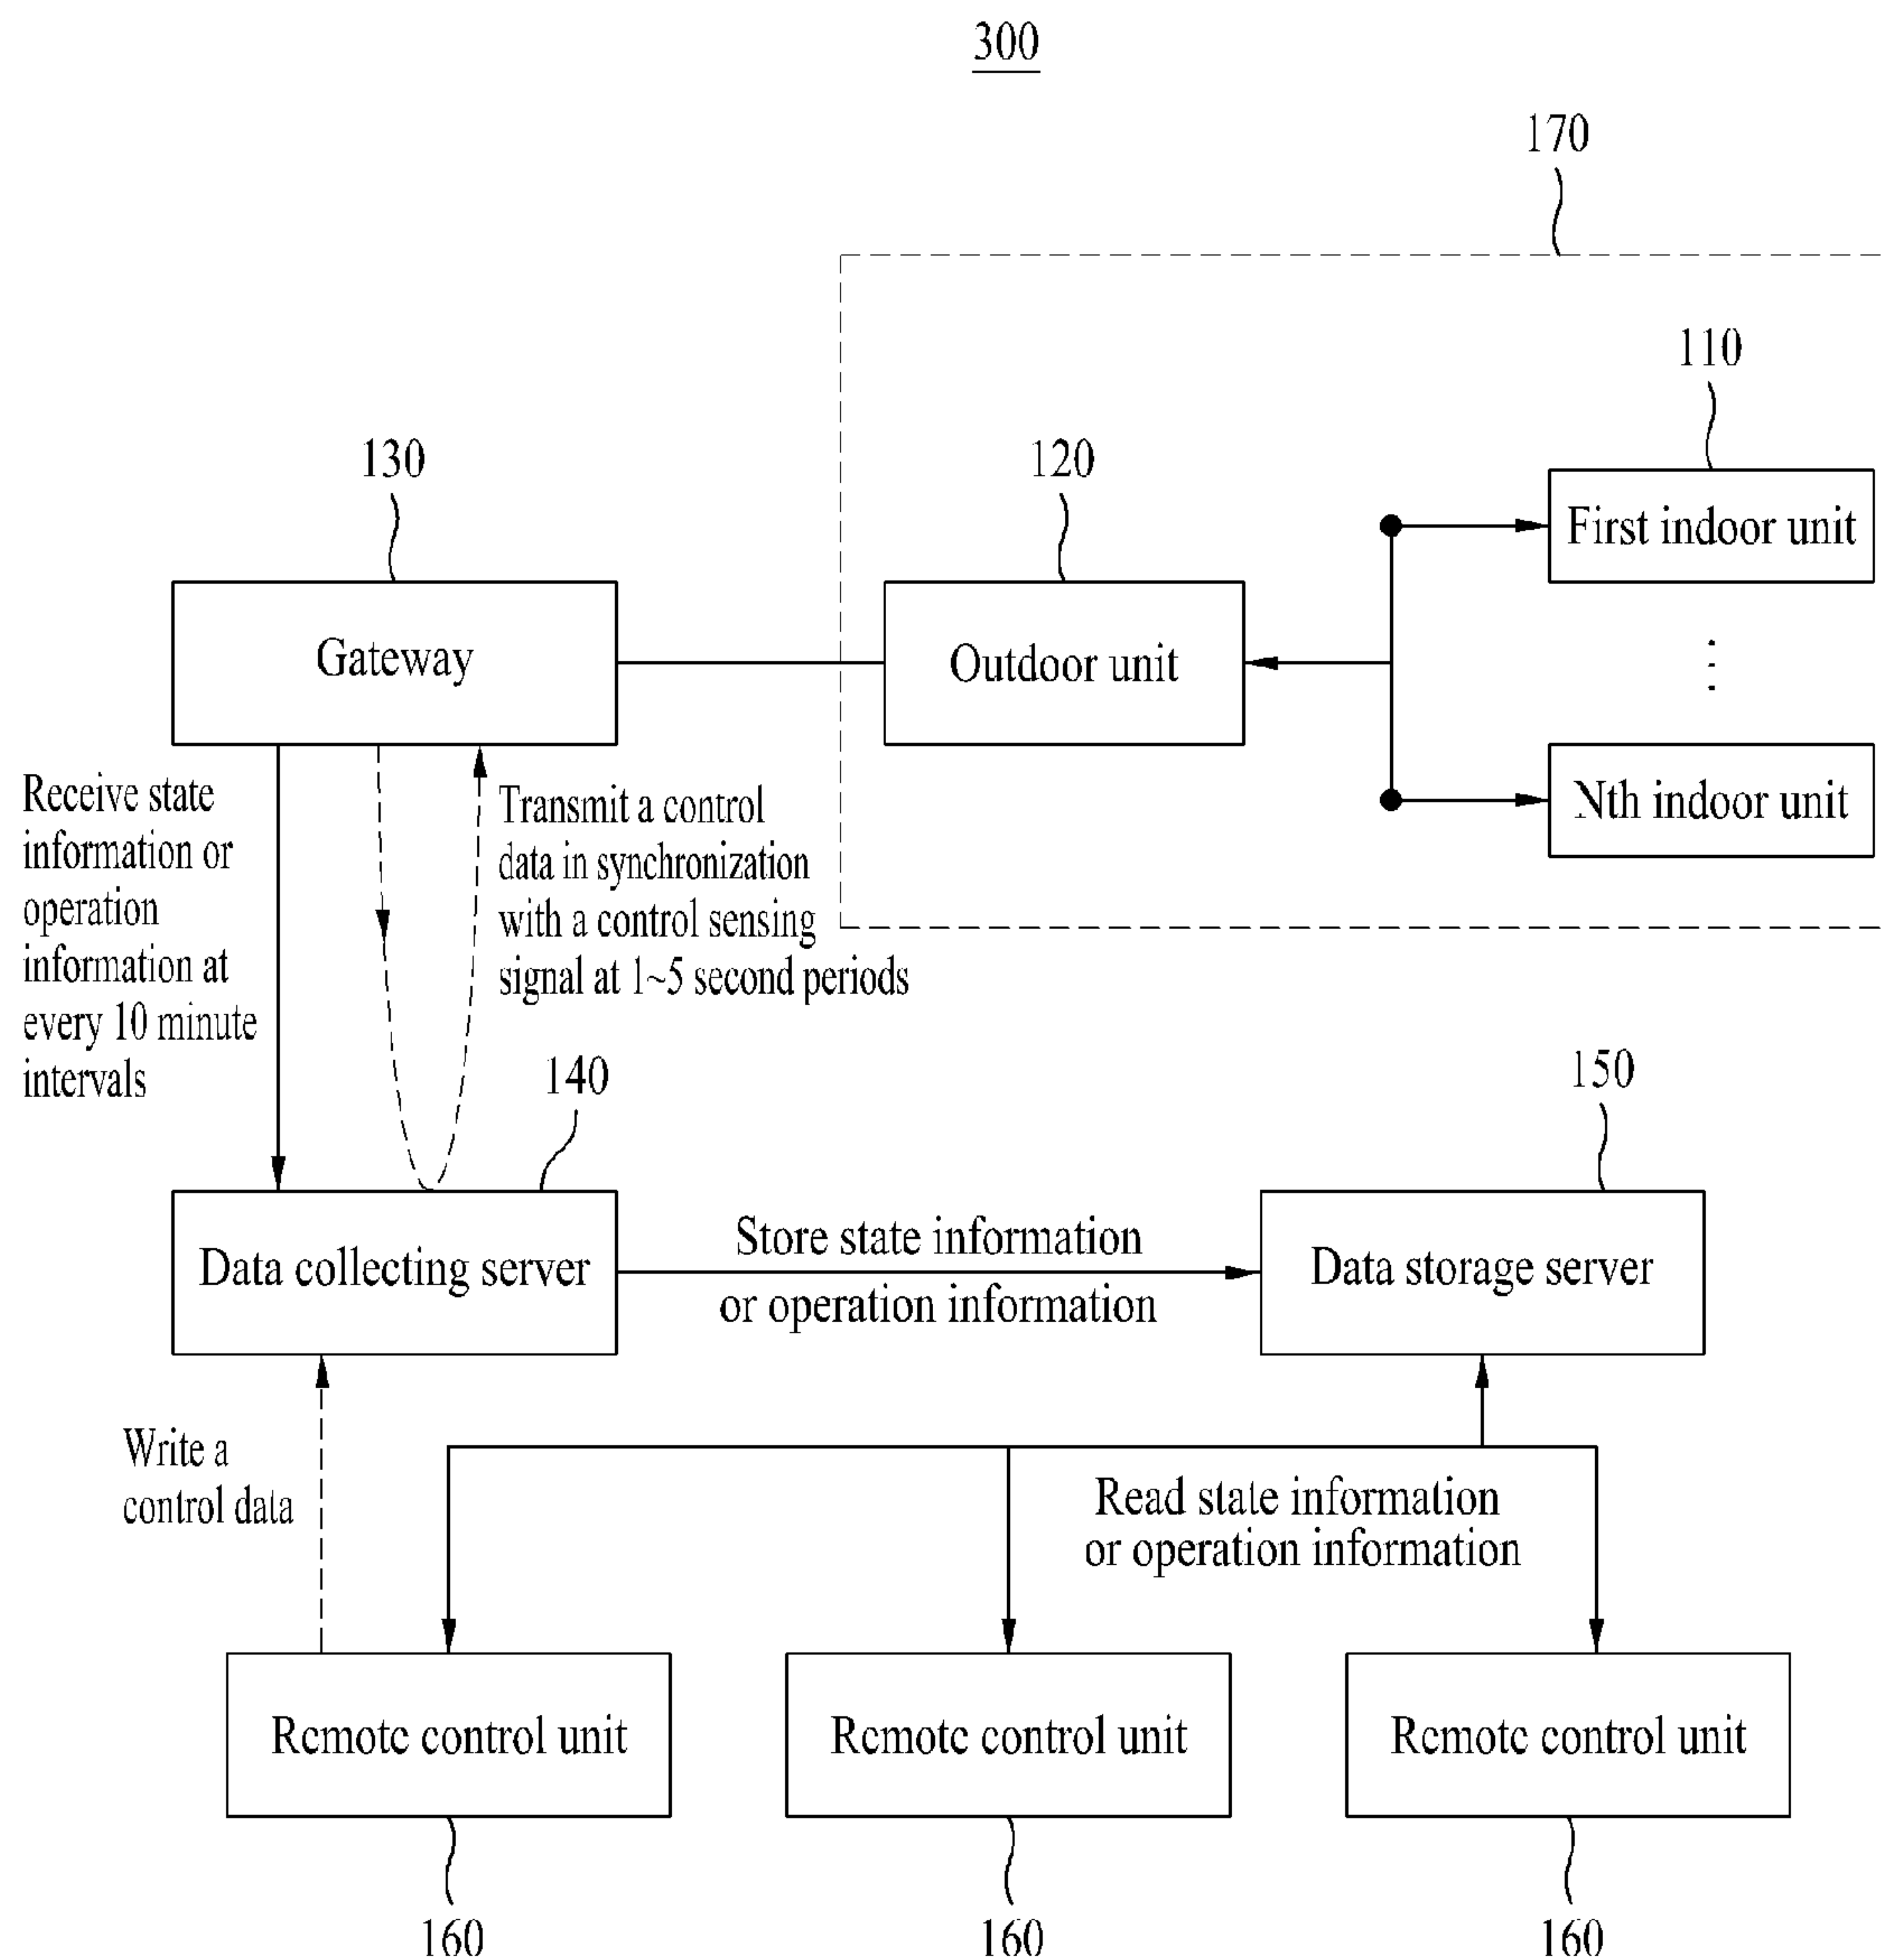 300
170
110
130
120
First indoor unit
Gateway
Outdoor unit
Nth indoor unit
Receive state
information or
operation
information at
every 10 minute
intervals
Transmit a control
data in synchronization
with a control sensing
signal at 1~5 second periods
140
150
Data collecting server
Store state information
or operation information
Data storage server
Write a
control data
Read state information
or operation information
Remote control unit
Remote control unit
Remote control unit
160
160
160